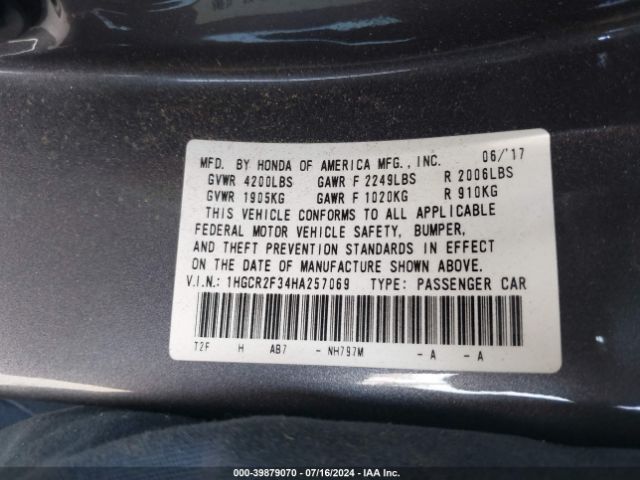 MFD. BY HONDA OF AMERICA MFG., INC. 06/'17
GVWR 4200LBS GAWR F 2249LBS R 2006LBS
GVWR 1905KG GAWR F 1020KG R 910KG
THIS VEHICLE CONFORMS TO ALL APPLICABLE
FEDERAL MOTOR VEHICLE SAFETY, BUMPER,
AND THEFT PREVENTION STANDARDS IN EFFECT
ON THE DATE OF MANUFACTURE SHOWN ABOVE.
V.I.N.: 1HGCR2F34HA257069 TYPE: PASSENGER CAR
T2F H AB7 - NH797M - A - A
000-39879070 / 07/16/2024 / IAA Inc.